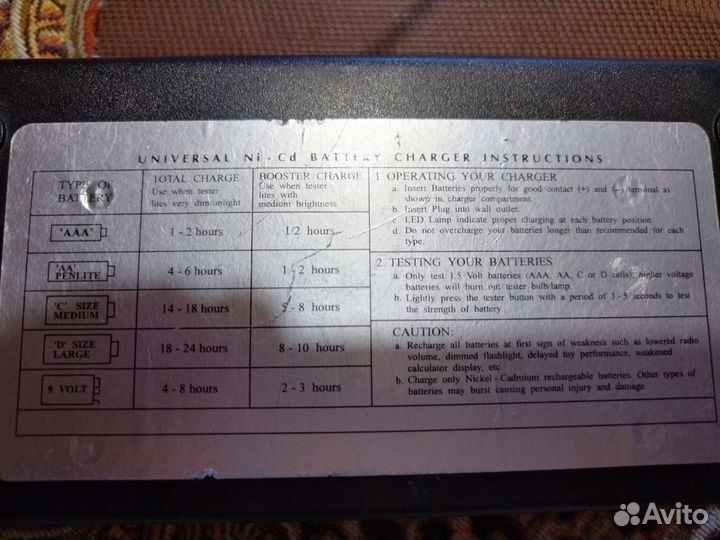 UNIVERSAL Ni - Cd BATTERY CHARGER INSTRUCTIONS
TYPE Of
BATTERY
TOTAL CHARGE
Use when tester
lites very dim/unlight
BOOSTER CHARGE
Use when tester
lites with
medium brightness
'AAA'
1 - 2 hours
1/2 hours
'AA'
PENLITE
4 - 6 hours
1 - 2 hours
'C' SIZE
MEDIUM
14 - 18 hours
5 - 8 hours
'D' SIZE
LARGE
18 - 24 hours
8 - 10 hours
9 VOLT
4 - 8 hours
2 - 3 hours
1 OPERATING YOUR CHARGER
a. Insert Batteries properly for good contact (+) and (−) terminal as
shown in charger compartment.
b. Insert Plug into wall outlet.
c. LED Lamp indicate proper charging at each battery position.
d. Do not overcharge your batteries longer than recommended for each
type.
2. TESTING YOUR BATTERIES
a. Only test 1.5 Volt batteries (AAA, AA, C or D cells), higher voltage
batteries will burn out tester bulb/lamp.
b. Lightly press the tester button with a period of 3 - 5 seconds to test
the strength of battery
CAUTION:
a. Recharge all batteries at first sign of weakness such as lowered radio
volume, dimmed flashlight, delayed toy performance, weakened
calculator display, etc.
b. Charge only Nickel - Cadmium rechargeable batteries. Other types of
batteries may burst causing personal injury and damage.
Avito